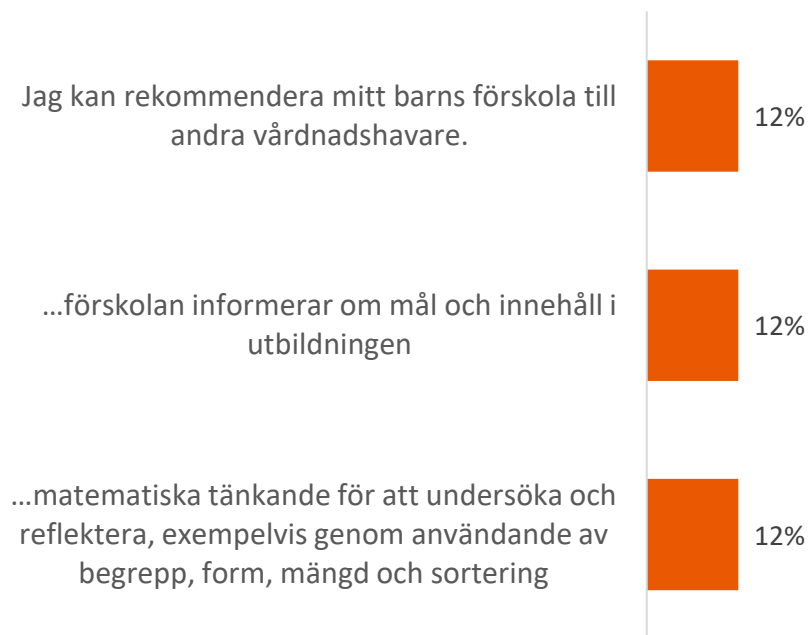 Jag kan rekommendera mitt barns förskola till
andra vårdnadshavare.
12%
…förskolan informerar om mål och innehåll i
utbildningen
12%
…matematiska tänkande för att undersöka och
reflektera, exempelvis genom användande av
begrepp, form, mängd och sortering
12%